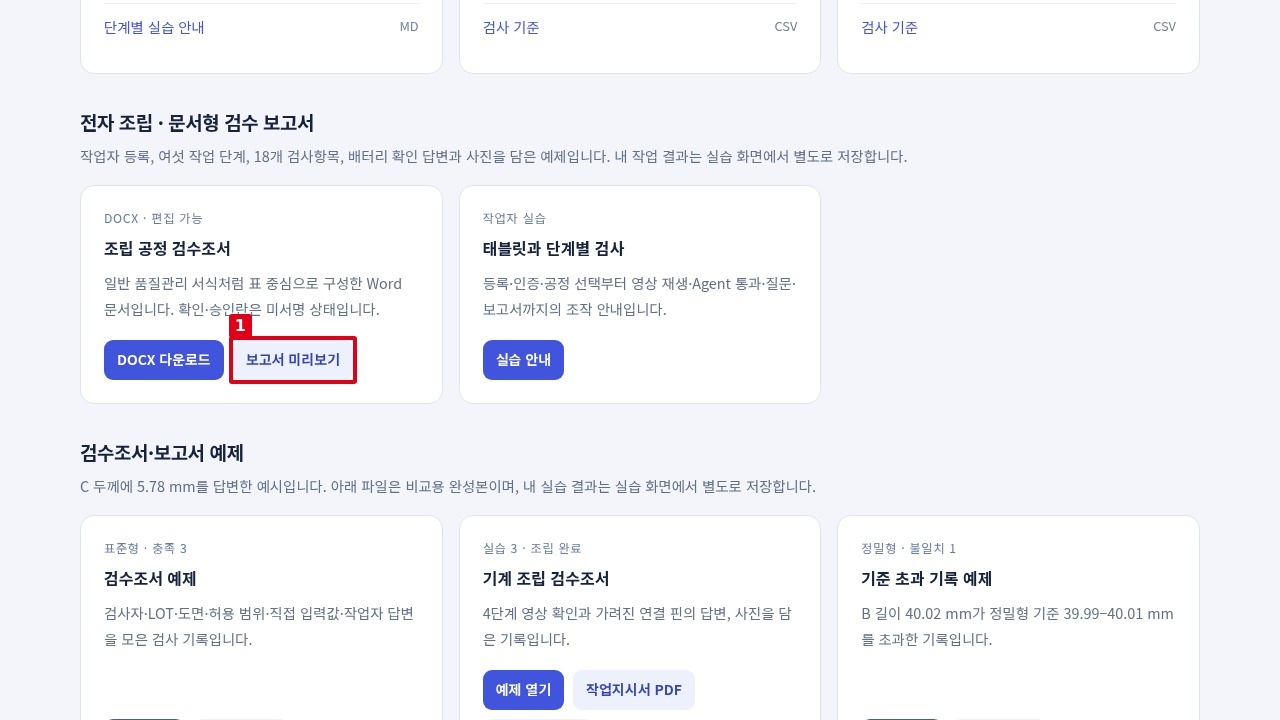 단계별 실습 안내 MD
검사 기준 CSV
검사 기준 CSV
전자 조립 · 문서형 검수 보고서
작업자 등록, 여섯 작업 단계, 18개 검사항목, 배터리 확인 답변과 사진을 담은 예제입니다. 내 작업 결과는 실습 화면에서 별도로 저장합니다.
DOCX · 편집 가능
조립 공정 검수조서
일반 품질관리 서식처럼 표 중심으로 구성한 Word
문서입니다. 확인·승인란은 미서명 상태입니다.
1
DOCX 다운로드
보고서 미리보기
작업자 실습
태블릿과 단계별 검사
등록·인증·공정 선택부터 영상 재생·Agent 통과·질문·
보고서까지의 조작 안내입니다.
실습 안내
검수조서·보고서 예제
C 두께에 5.78 mm를 답변한 예시입니다. 아래 파일은 비교용 완성본이며, 내 실습 결과는 실습 화면에서 별도로 저장합니다.
표준형 · 충족 3
검수조서 예제
검사자·LOT·도면·허용 범위·직접 입력값·작업자 답변
을 모은 검사 기록입니다.
실습 3 · 조립 완료
기계 조립 검수조서
4단계 영상 확인과 가려진 연결 핀의 답변, 사진을 담
은 기록입니다.
예제 열기
작업지시서 PDF
정밀형 · 불일치 1
기준 초과 기록 예제
B 길이 40.02 mm가 정밀형 기준 39.99–40.01 mm
를 초과한 기록입니다.